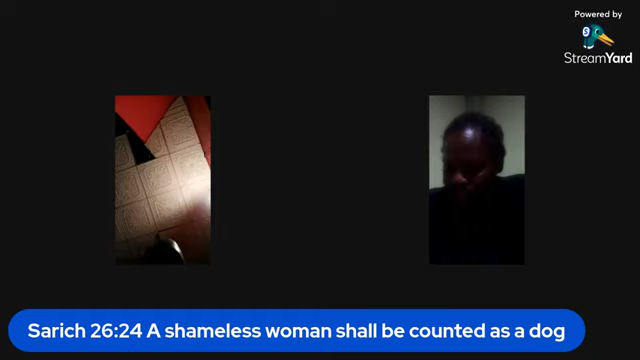 Powered by
StreamYard
Sarich 26:24 A shameless woman shall be counted as a dog